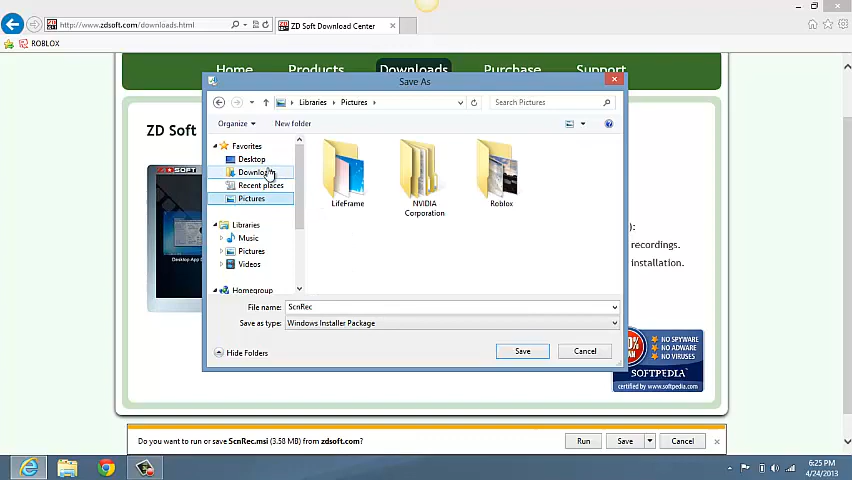 http://www.zdsoft.com/downloads.html
ZD Soft Download Center
ROBLOX
Home
Products
Downloads
Purchase
Support
Save As
Libraries
Pictures
Search Pictures
Organize
New folder
Favorites
Desktop
Downloads
Recent places
Pictures
Libraries
Music
Pictures
Videos
Homegroup
LifeFrame
NVIDIA
Corporation
Roblox
File name:
ScnRec
Save as type:
Windows Installer Package
Hide Folders
Save
Cancel
ZD Soft
):
recordings.
installation.
NO SPYWARE
NO ADWARE
NO VIRUSES
SOFTPEDIA
certified by www.softpedia.com
Do you want to run or save ScnRec.msi (3.58 MB) from zdsoft.com?
Run
Save
Cancel
6:25 PM
4/24/2013